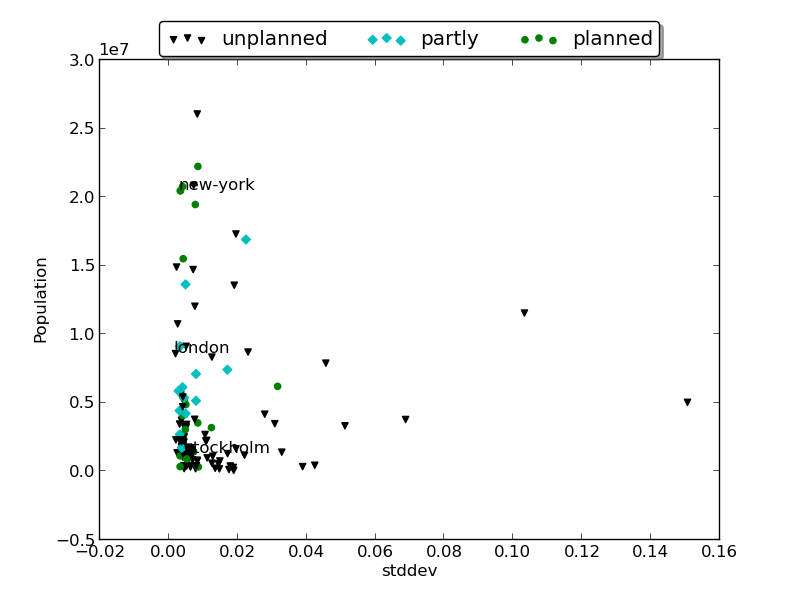 unplanned partly planned
1e7
3.0
2.5
2.0
1.5
1.0
0.5
0.0
−0.5
Population
new-york
london
stockholm
−0.02 0.00 0.02 0.04 0.06 0.08 0.10 0.12 0.14 0.16
stddev